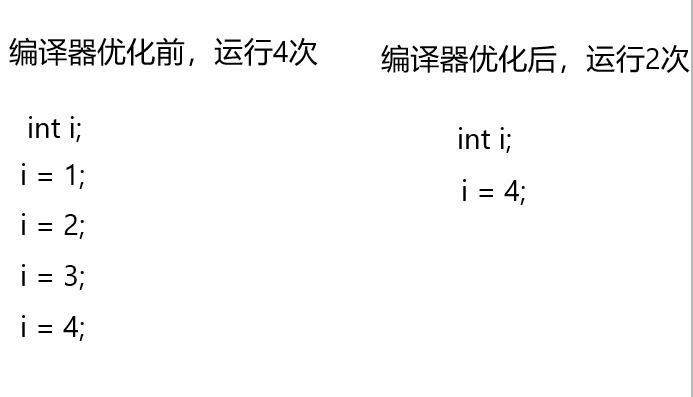 编译器优化前，运行4次
int i;
i = 1;
i = 2;
i = 3;
i = 4;
编译器优化后，运行2次
int i;
i = 4;